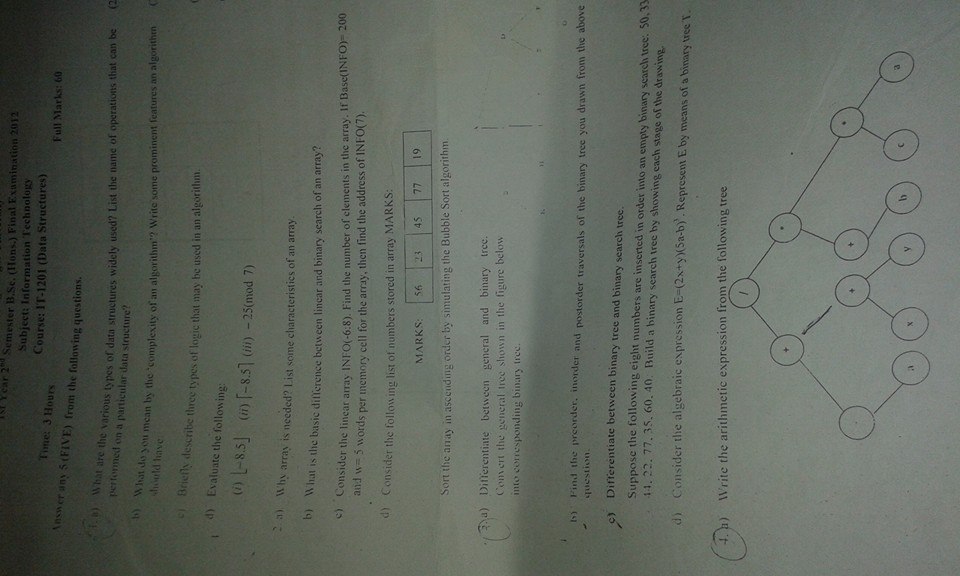 1st Year 2nd Semester B.Sc. (Hons.) Final Examination 2012
Subject: Information Technology
Course: IT-1201 (Data Structures)
Time: 3 Hours Full Marks: 60
Answer any 5 (FIVE) from the following questions.
1. a) What are the various types of data structures widely used? List the name of operations that can be (2
performed on a particular data structure?
b) What do you mean by the 'complexity of an algorithm'? Write some prominent features an algorithm (
should have.
c) Briefly describe three types of logic that may be used in an algorithm (
d) Evaluate the following:
(i) ⌊−8.5⌋ (ii) ⌈−8.5⌉ (iii) −25(mod 7)
2. a) Why array is needed? List some characteristics of an array.
b) What is the basic difference between linear and binary search of an array?
c) Consider the linear array INFO(-6:8). Find the number of elements in the array. If Base(INFO)= 200
and w= 5 words per memory cell for the array, then find the address of INFO(7).
d) Consider the following list of numbers stored in array MARKS:
MARKS: 56 23 45 77 19
Sort the array in ascending order by simulating the Bubble Sort algorithm.
3. a) Differentiate between general and binary tree.
Convert the general tree shown in the figure below
into corresponding binary tree.
b) Find the preorder, inorder and postorder traversals of the binary tree you drawn from the above
question.
c) Differentiate between binary tree and binary search tree.
Suppose the following eight numbers are inserted in order into an empty binary search tree: 50, 33
44, 22, 77, 35, 60, 40. Build a binary search tree by showing each stage of the drawing.
d) Consider the algebraic expression E=(2x+y)(5a-b)³. Represent E by means of a binary tree T.
4. a) Write the arithmetic expression from the following tree
/
+ *
- + + *
a x y b c a